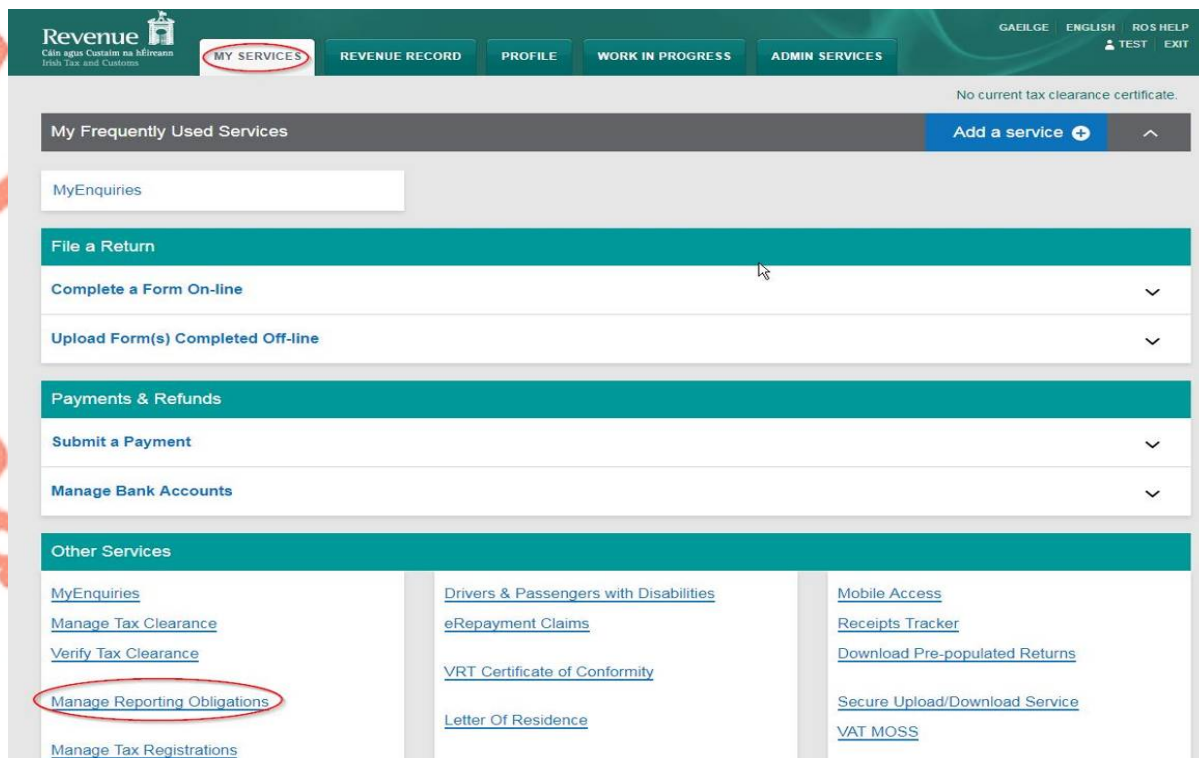 Revenue
Cáin agus Custaim na hÉireann
Irish Tax and Customs
MY SERVICES
REVENUE RECORD
PROFILE
WORK IN PROGRESS
ADMIN SERVICES
GAEILGE ENGLISH ROS HELP
TEST EXIT
No current tax clearance certificate.
My Frequently Used Services
Add a service
MyEnquiries
File a Return
Complete a Form On-line
Upload Form(s) Completed Off-line
Payments & Refunds
Submit a Payment
Manage Bank Accounts
Other Services
MyEnquiries
Manage Tax Clearance
Verify Tax Clearance
Manage Reporting Obligations
Manage Tax Registrations
Drivers & Passengers with Disabilities
eRepayment Claims
VRT Certificate of Conformity
Letter Of Residence
Mobile Access
Receipts Tracker
Download Pre-populated Returns
Secure Upload/Download Service
VAT MOSS